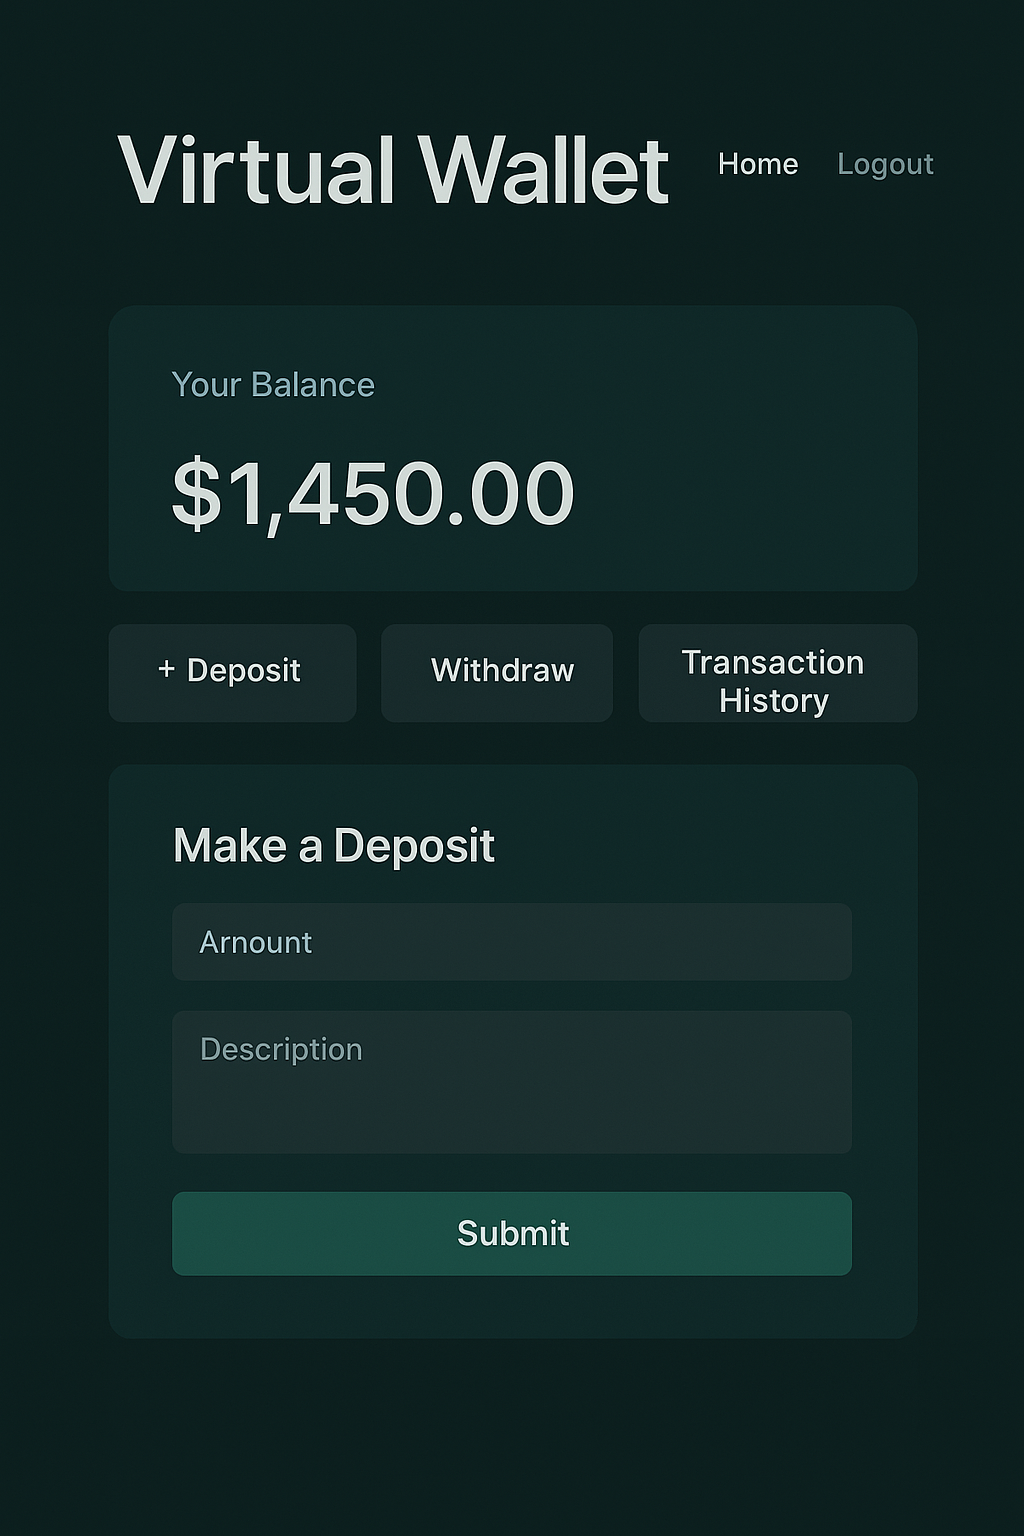 Virtual Wallet
Home Logout
Your Balance
$1,450.00
+ Deposit
Withdraw
Transaction
History
Make a Deposit
Arnount
Description
Submit